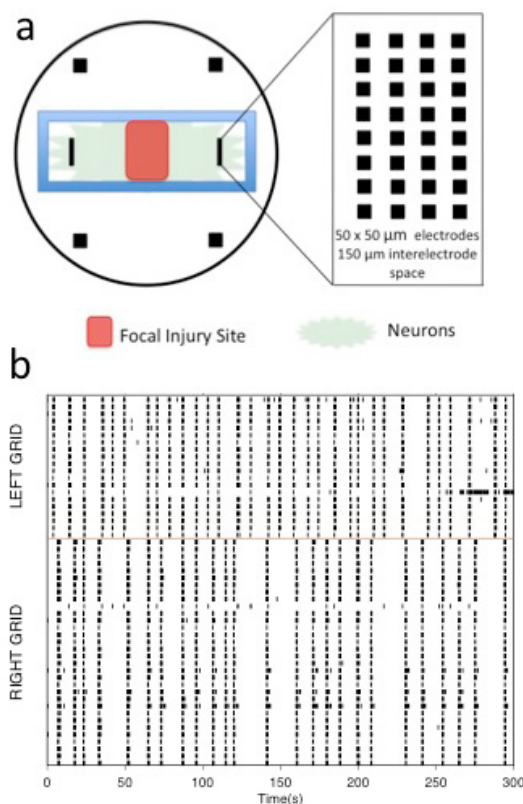 a
50 x 50 µm electrodes
150 µm interelectrode
space
Focal Injury Site
Neurons
b
LEFT GRID
RIGHT GRID
0
50
100
150
200
250
300
Time(s)